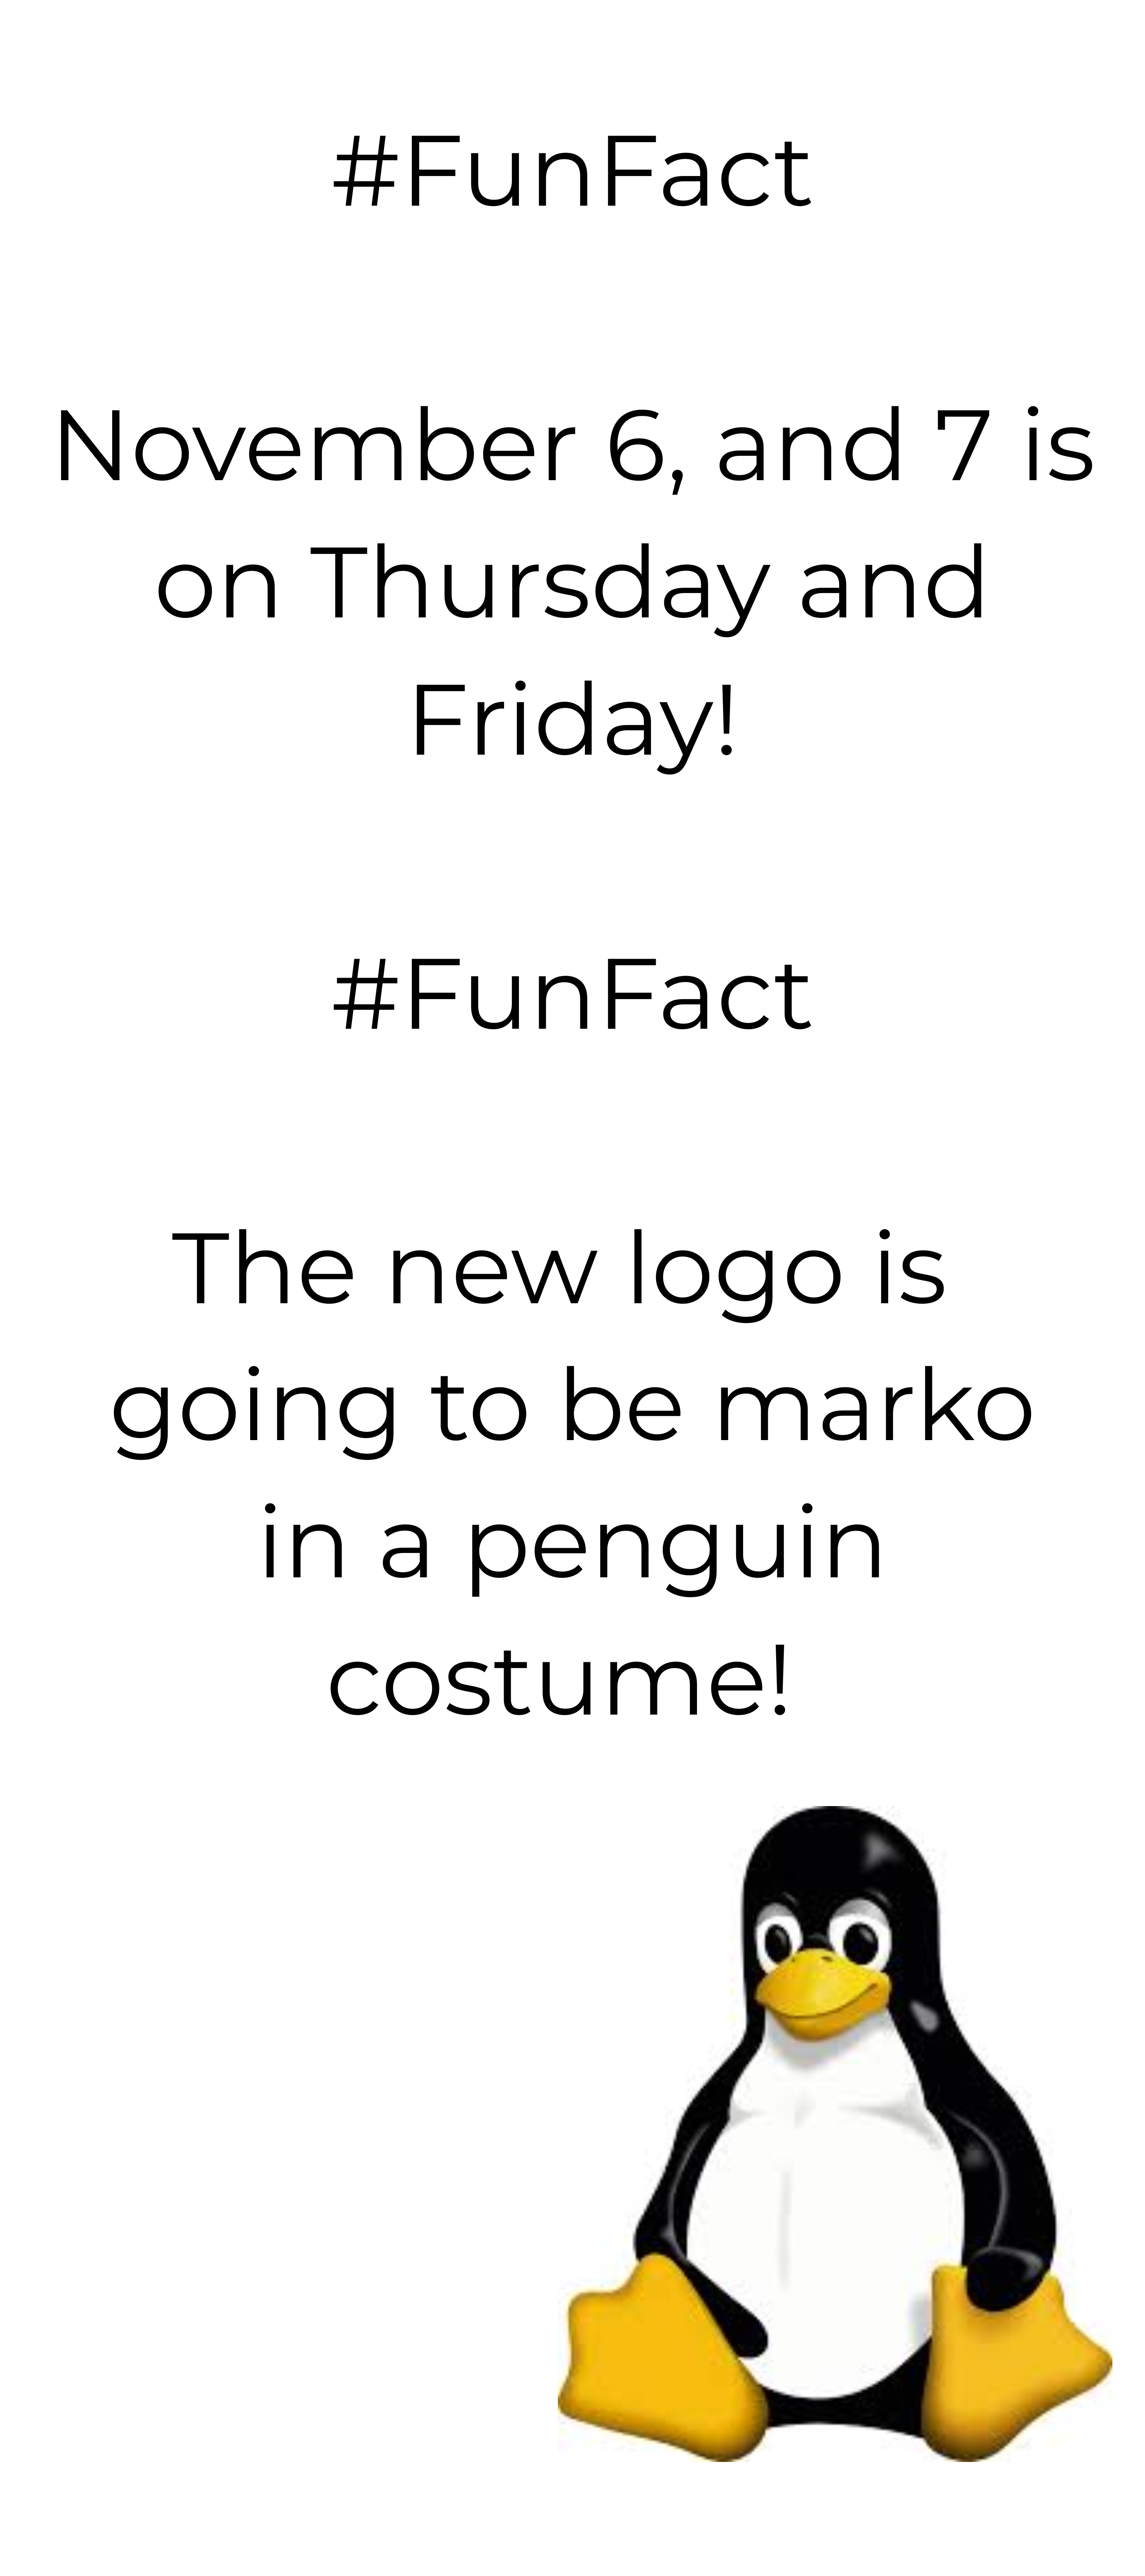 #FunFact
November 6, and 7 is
on Thursday and
Friday!
#FunFact
The new logo is
going to be marko
in a penguin
costume!